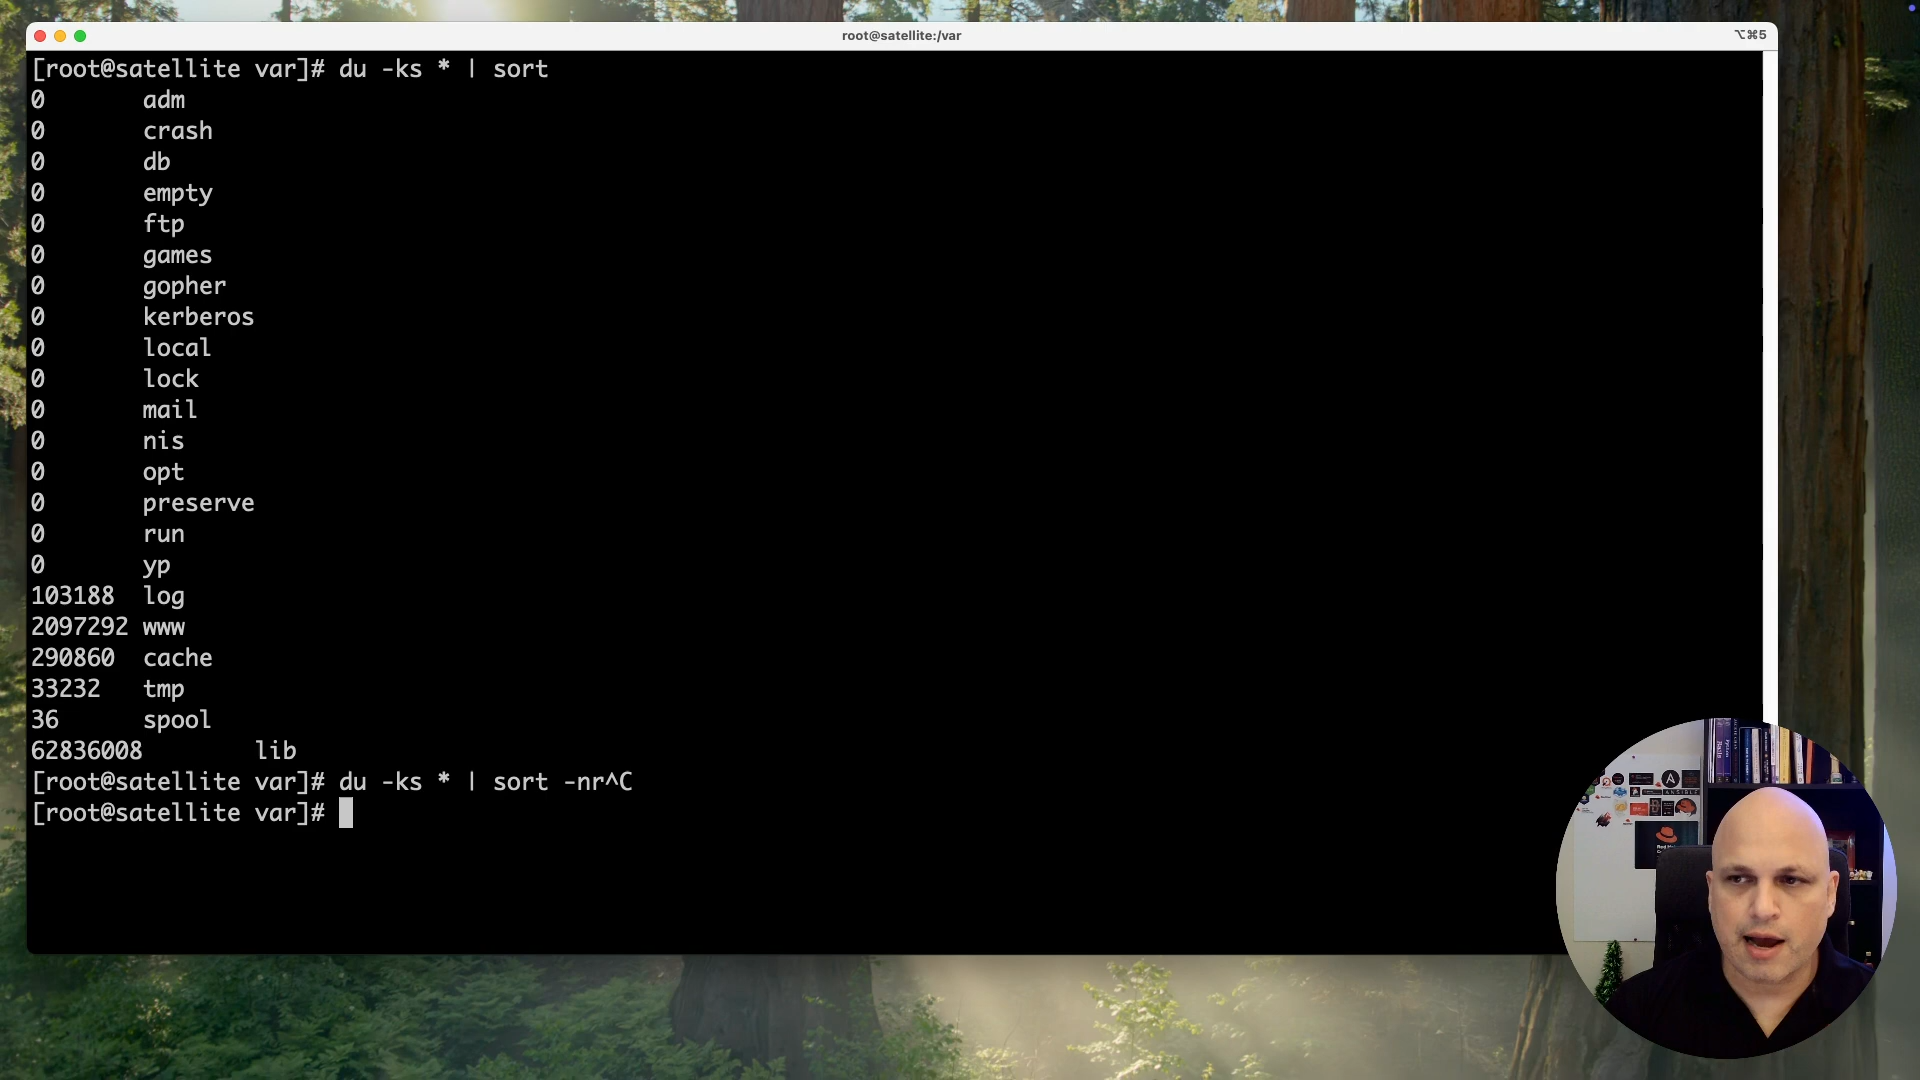 root@satellite:/var
⌥⌘5
[root@satellite var]# du -ks * | sort
0 adm
0 crash
0 db
0 empty
0 ftp
0 games
0 gopher
0 kerberos
0 local
0 lock
0 mail
0 nis
0 opt
0 preserve
0 run
0 yp
103188 log
2097292 www
290860 cache
33232 tmp
36 spool
62836008 lib
[root@satellite var]# du -ks * | sort -nr^C
[root@satellite var]#